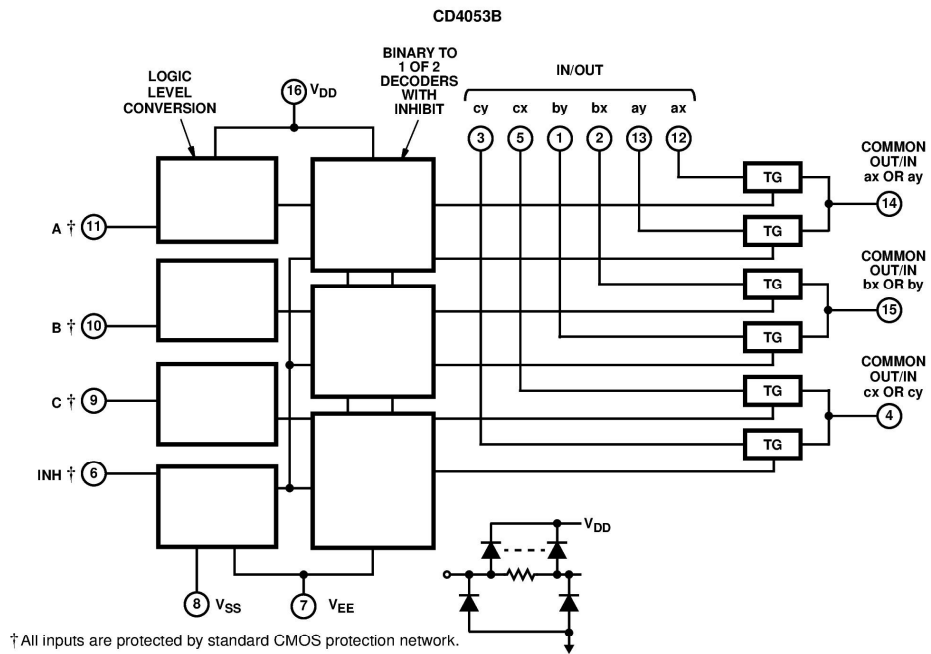 CD4053B
LOGIC
LEVEL
CONVERSION
16 VDD
BINARY TO
1 OF 2
DECODERS
WITH
INHIBIT
IN/OUT
cy cx by bx ay ax
3 5 1 2 13 12
COMMON
OUT/IN
ax OR ay
14
TG
TG
A † 11
COMMON
OUT/IN
bx OR by
15
TG
TG
B † 10
COMMON
OUT/IN
cx OR cy
4
TG
TG
C † 9
INH † 6
VDD
8 VSS
7 VEE
†All inputs are protected by standard CMOS protection network.